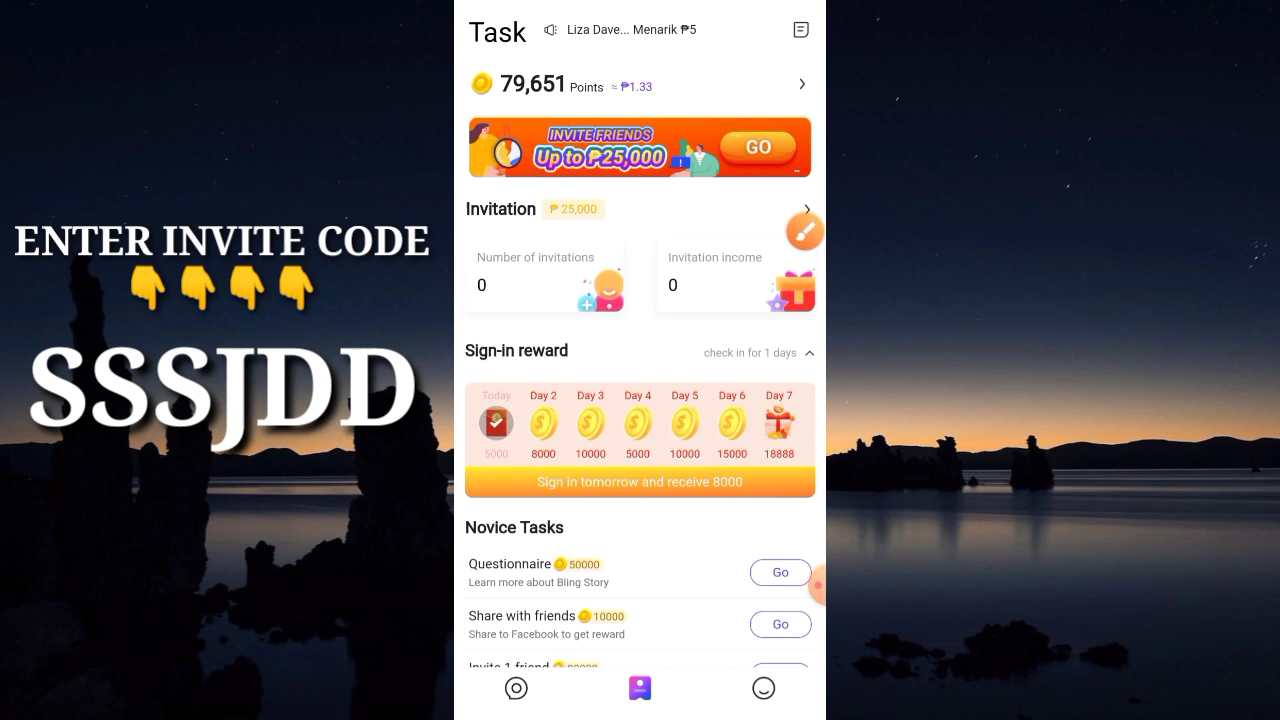 ENTER INVITE CODE
👇👇👇👇
SSSJDD
Task
Liza Dave... Menarik ₱5
79,651 Points ≈ ₱1.33
INVITE FRIENDS
Up to ₱25,000
GO
Invitation ₱ 25,000
Number of invitations
0
Invitation income
0
Sign-in reward
check in for 1 days
Today Day 2 Day 3 Day 4 Day 5 Day 6 Day 7
5000 8000 10000 5000 10000 15000 18888
Sign in tomorrow and receive 8000
Novice Tasks
Questionnaire 50000
Learn more about Bling Story
Go
Share with friends 10000
Share to Facebook to get reward
Go
Invite 1 friend